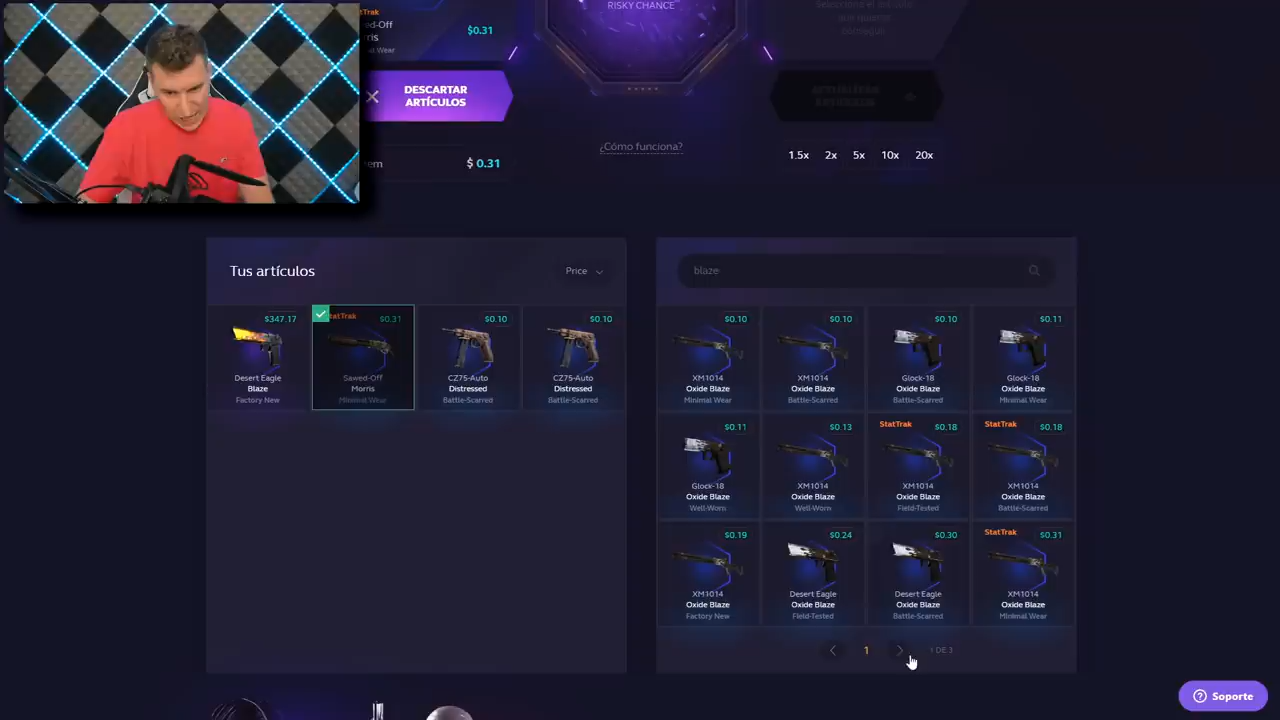 RISKY CHANCE
$0.31
DESCARTAR
ARTÍCULOS
¿Cómo funciona?
$ 0.31
1.5x 2x 5x 10x 20x
Tus artículos
Price
blaze
$347.17
Desert Eagle
Blaze
Factory New
$0.31
Sawed-Off
Morris
Minimal Wear
$0.10
CZ75-Auto
Distressed
Battle-Scarred
$0.10
CZ75-Auto
Distressed
Battle-Scarred
$0.10
XM1014
Oxide Blaze
Minimal Wear
$0.10
XM1014
Oxide Blaze
Battle-Scarred
$0.10
Glock-18
Oxide Blaze
Battle-Scarred
$0.11
Glock-18
Oxide Blaze
Minimal Wear
$0.11
Glock-18
Oxide Blaze
Well-Worn
$0.13
XM1014
Oxide Blaze
Well-Worn
StatTrak $0.18
XM1014
Oxide Blaze
Field-Tested
StatTrak $0.18
XM1014
Oxide Blaze
Battle-Scarred
$0.19
XM1014
Oxide Blaze
Factory New
$0.24
Desert Eagle
Oxide Blaze
Field-Tested
$0.30
Desert Eagle
Oxide Blaze
Battle-Scarred
StatTrak $0.31
XM1014
Oxide Blaze
Minimal Wear
1
1 DE 3
Soporte